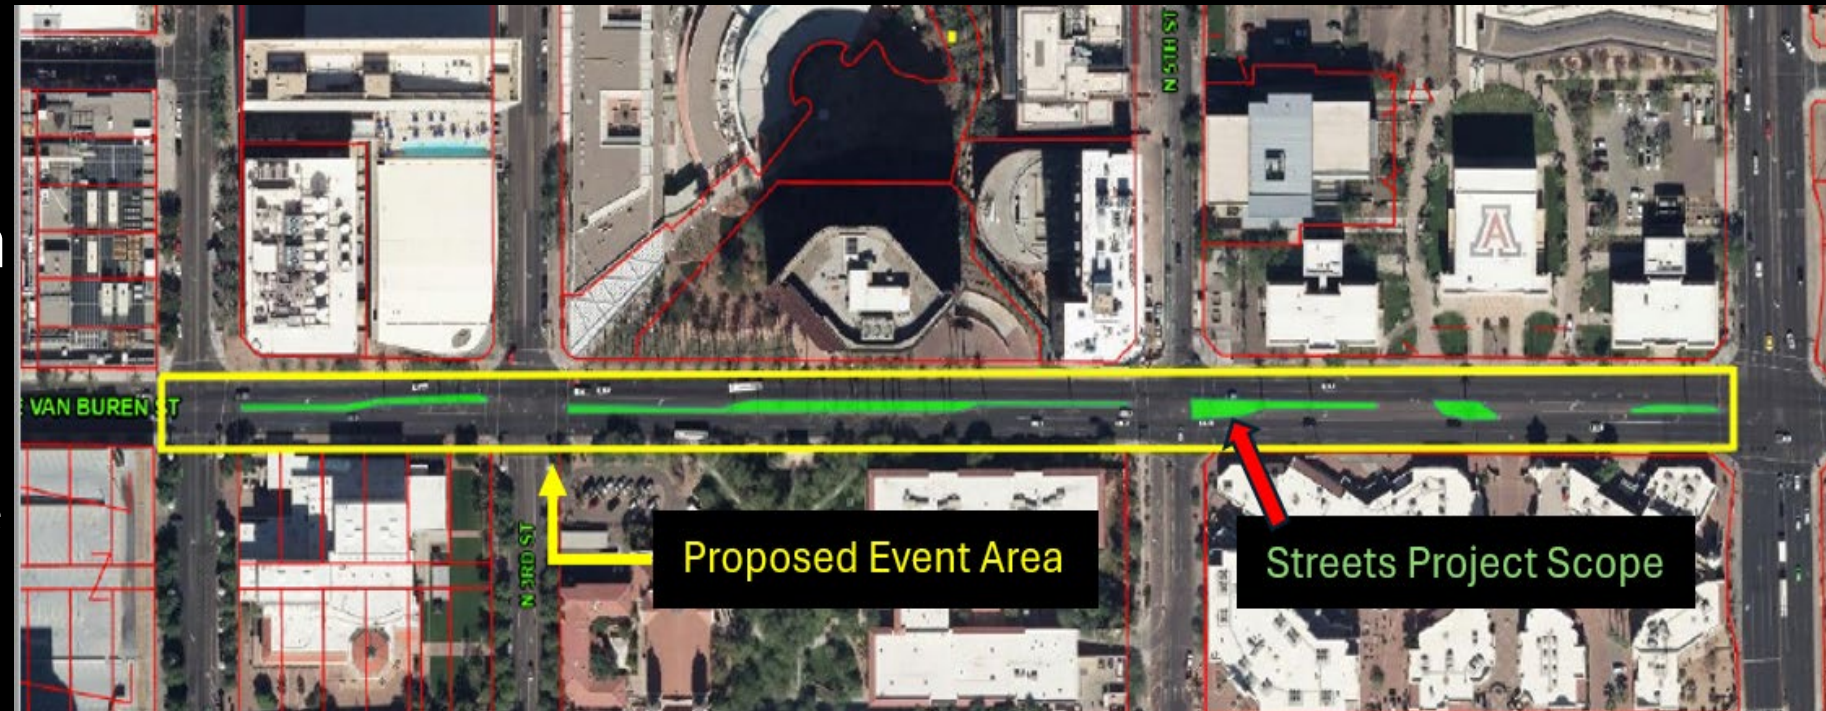 N 5TH ST
A
E VAN BUREN ST
N 3RD ST
Proposed Event Area
Streets Project Scope